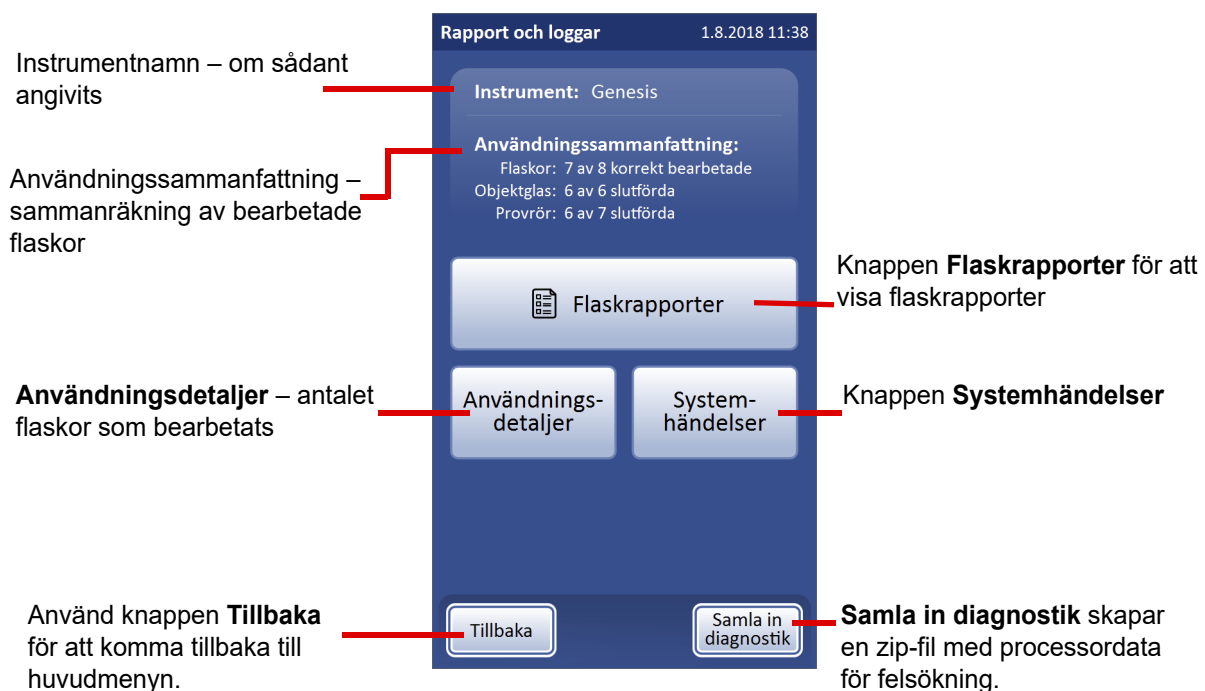 Rapport och loggar 1.8.2018 11:38
Instrumentnamn – om sådant
angivits
Instrument: Genesis
Användningssammanfattning –
sammanräkning av bearbetade
flaskor
Användningssammanfattning:
Flaskor: 7 av 8 korrekt bearbetade
Objektglas: 6 av 6 slutförda
Provrör: 6 av 7 slutförda
Flaskrapporter
Knappen Flaskrapporter för att
visa flaskrapporter
Användningsdetaljer – antalet
flaskor som bearbetats
Användnings-
detaljer
System-
händelser
Knappen Systemhändelser
Använd knappen Tillbaka
för att komma tillbaka till
huvudmenyn.
Tillbaka
Samla in
diagnostik
Samla in diagnostik skapar
en zip-fil med processordata
för felsökning.